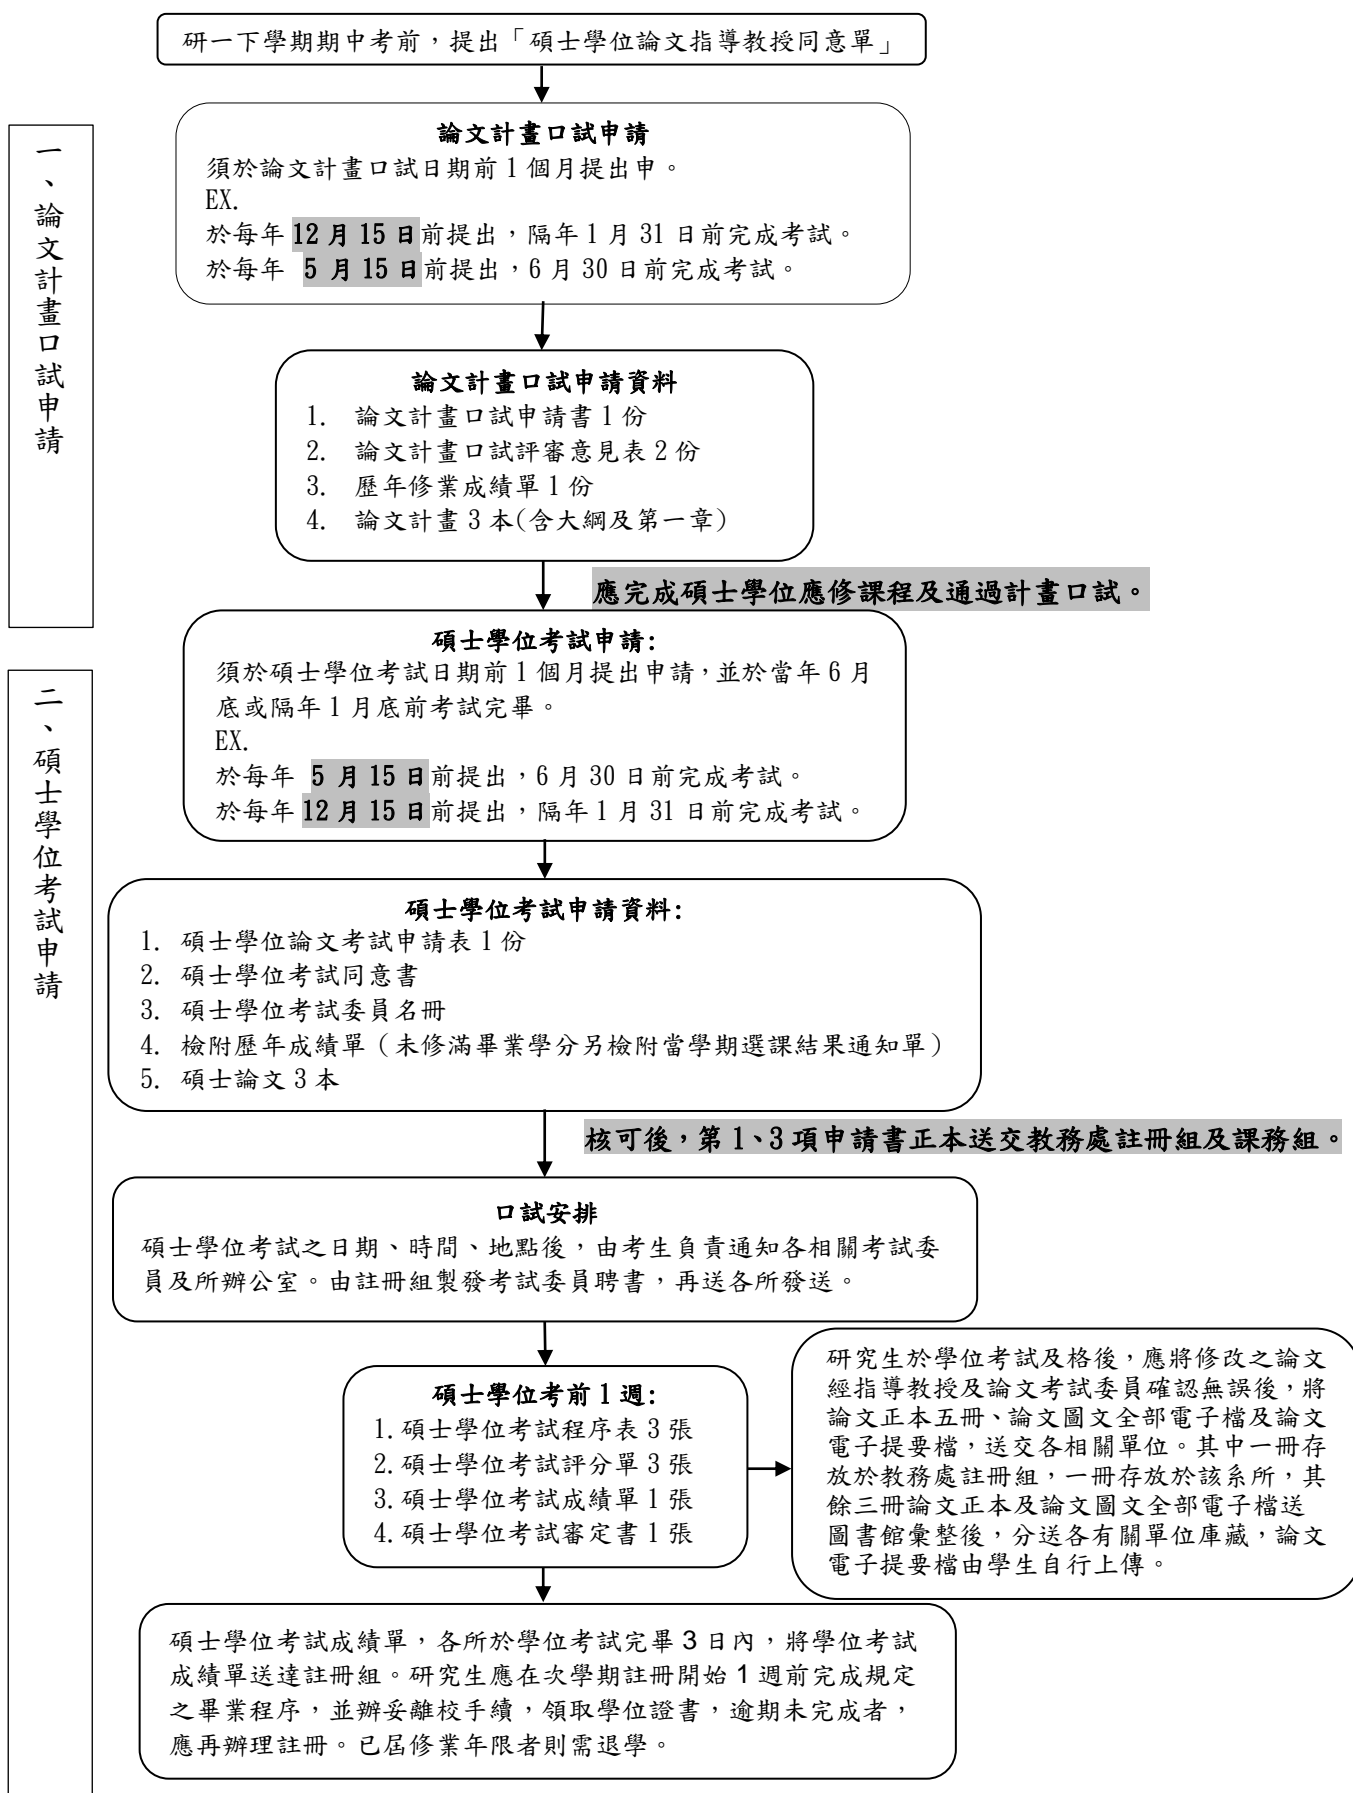 研一下學期期中考前，提出「碩士學位論文指導教授同意單」
一、論文計畫口試申請
論文計畫口試申請
須於論文計畫口試日期前 1 個月提出申。
EX.
於每年 12 月 15 日前提出，隔年 1 月 31 日前完成考試。
於每年 5 月 15 日前提出，6 月 30 日前完成考試。
論文計畫口試申請資料
1. 論文計畫口試申請書 1 份
2. 論文計畫口試評審意見表 2 份
3. 歷年修業成績單 1 份
4. 論文計畫 3 本(含大綱及第一章)
應完成碩士學位應修課程及通過計畫口試。
二、碩士學位考試申請
碩士學位考試申請:
須於碩士學位考試日期前 1 個月提出申請，並於當年 6 月
底或隔年 1 月底前考試完畢。
EX.
於每年 5 月 15 日前提出，6 月 30 日前完成考試。
於每年 12 月 15 日前提出，隔年 1 月 31 日前完成考試。
碩士學位考試申請資料:
1. 碩士學位論文考試申請表 1 份
2. 碩士學位考試同意書
3. 碩士學位考試委員名冊
4. 檢附歷年成績單（未修滿畢業學分另檢附當學期選課結果通知單）
5. 碩士論文 3 本
核可後，第 1、3 項申請書正本送交教務處註冊組及課務組。
口試安排
碩士學位考試之日期、時間、地點後，由考生負責通知各相關考試委
員及所辦公室。由註冊組製發考試委員聘書，再送各所發送。
碩士學位考前 1 週:
1.碩士學位考試程序表 3 張
2.碩士學位考試評分單 3 張
3.碩士學位考試成績單 1 張
4.碩士學位考試審定書 1 張
研究生於學位考試及格後，應將修改之論文
經指導教授及論文考試委員確認無誤後，將
論文正本五冊、論文圖文全部電子檔及論文
電子提要檔，送交各相關單位。其中一冊存
放於教務處註冊組，一冊存放於該系所，其
餘三冊論文正本及論文圖文全部電子檔送
圖書館彙整後，分送各有關單位庫藏，論文
電子提要檔由學生自行上傳。
碩士學位考試成績單，各所於學位考試完畢 3 日內，將學位考試
成績單送達註冊組。研究生應在次學期註冊開始 1 週前完成規定
之畢業程序，並辦妥離校手續，領取學位證書，逾期未完成者，
應再辦理註冊。已屆修業年限者則需退學。